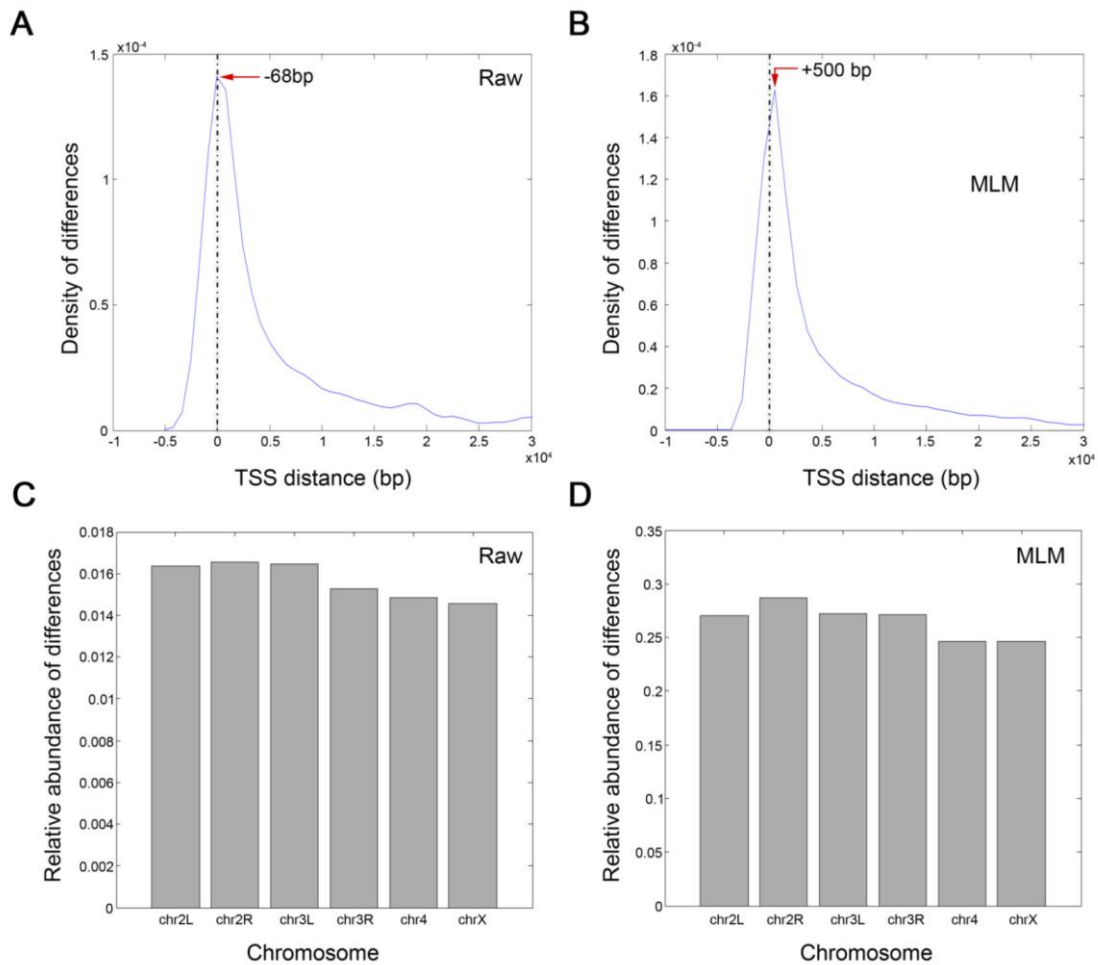 A
x10-4
1.5
1
0.5
0
-68bp
Raw
Density of differences
-1 -0.5 0 0.5 1 1.5 2 2.5 3
x10⁴
TSS distance (bp)
B
x10-4
1.8
1.6
1.4
1.2
1
0.8
0.6
0.4
0.2
0
+500 bp
MLM
Density of differences
-1 -0.5 0 0.5 1 1.5 2 2.5 3
x10⁴
TSS distance (bp)
C
0.018
0.016
0.014
0.012
0.01
0.008
0.006
0.004
0.002
0
Raw
Relative abundance of differences
chr2L chr2R chr3L chr3R chr4 chrX
Chromosome
D
0.35
0.3
0.25
0.2
0.15
0.1
0.05
0
MLM
Relative abundance of differences
chr2L chr2R chr3L chr3R chr4 chrX
Chromosome